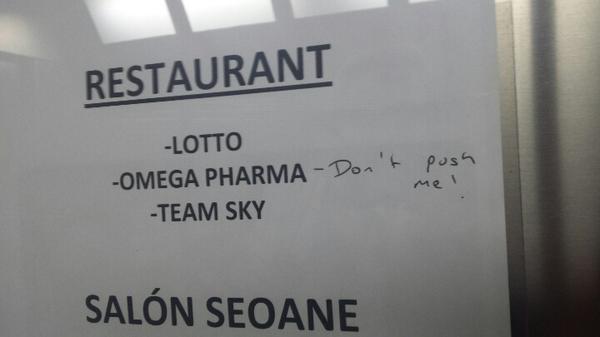 RESTAURANT
-LOTTO
-OMEGA PHARMA - Don't push
me!
-TEAM SKY
SALÓN SEOANE